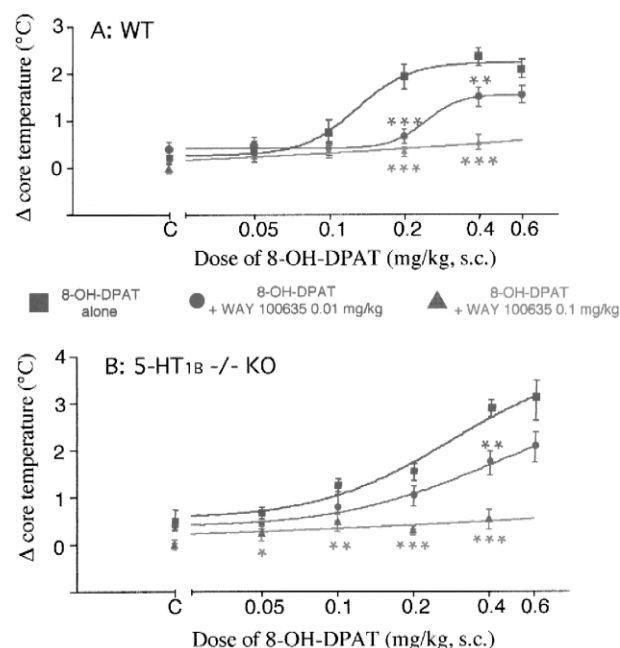 A: WT
Δ core temperature (°C)
3
2
1
0
**
***
***
***
C 0.05 0.1 0.2 0.4 0.6
Dose of 8-OH-DPAT (mg/kg, s.c.)
8-OH-DPAT
alone
8-OH-DPAT
+ WAY 100635 0.01 mg/kg
8-OH-DPAT
+ WAY 100635 0.1 mg/kg
B: 5-HT1B -/- KO
Δ core temperature (°C)
4
3
2
1
0
**
* ** *** ***
C 0.05 0.1 0.2 0.4 0.6
Dose of 8-OH-DPAT (mg/kg, s.c.)